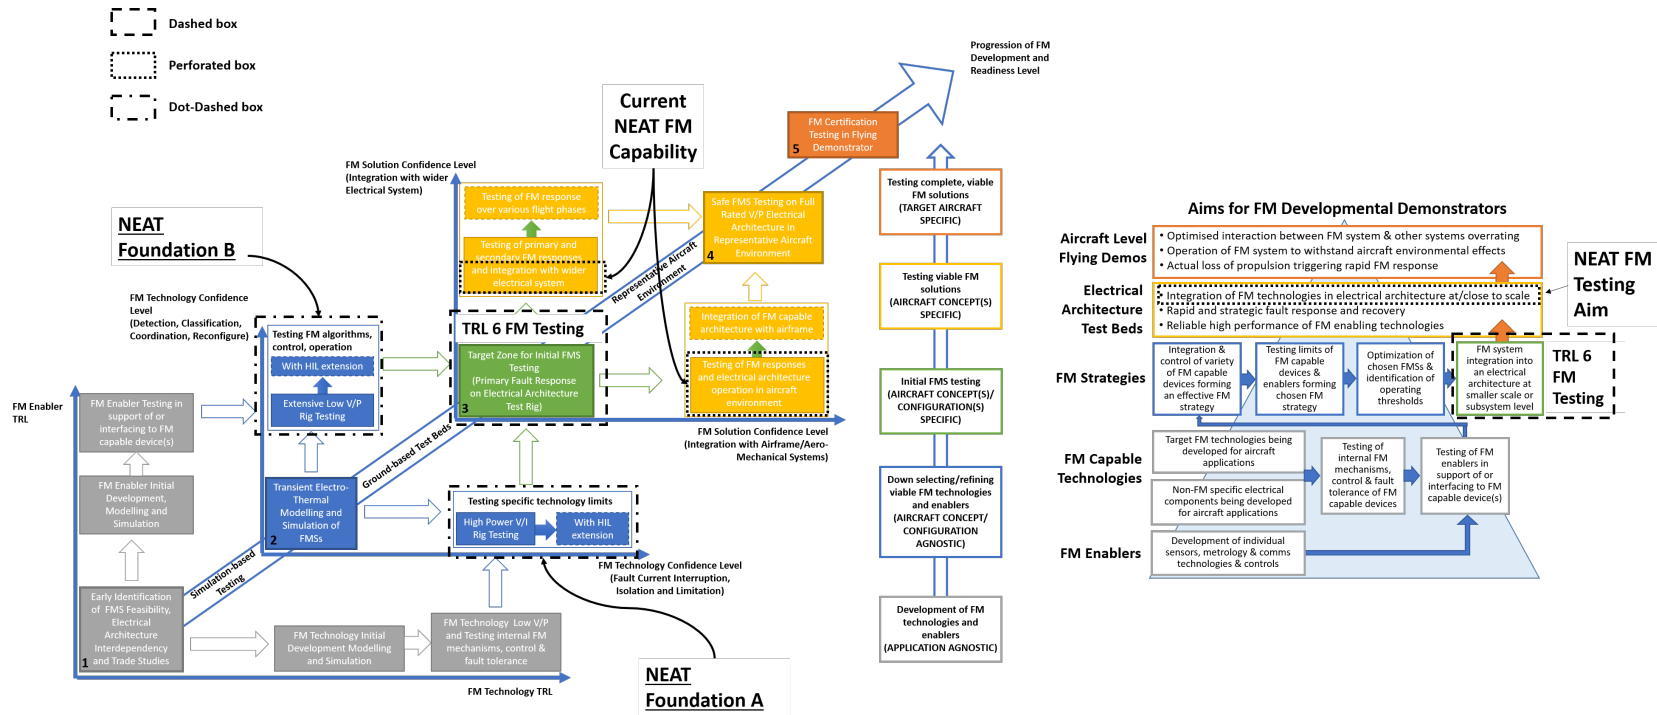 Dashed box
Perforated box
Dot-Dashed box
NEAT
Foundation B
Current
NEAT FM
Capability
Progression of FM
Development and
Readiness Level
FM Solution Confidence Level
(Integration with wider
Electrical System)
FM Technology Confidence
Level
(Detection, Classification,
Coordination, Reconfigure)
FM Enabler
TRL
FM Enabler Testing in
support of or
interfacing to FM
capable device(s)
FM Enabler Initial
Development,
Modelling and
Simulation
Early Identification
of FMS Feasibility,
Electrical
Architecture
Interdependency
and Trade Studies
1
FM Technology Initial
Development Modelling
and Simulation
FM Technology Low V/P
and Testing internal FM
mechanisms, control &
fault tolerance
FM Technology TRL
Simulation-based
Testing
Ground-based Test Beds
Representative Aircraft
Environment
Testing FM algorithms,
control, operation
With HIL extension
Extensive Low V/P
Rig Testing
Transient Electro-
Thermal
Modelling and
Simulation of
FMSs
2
Testing specific technology limits
High Power V/I
Rig Testing
With HIL
extension
FM Technology Confidence Level
(Fault Current Interruption,
Isolation and Limitation)
NEAT
Foundation A
TRL 6 FM Testing
Target Zone for Initial FMS
Testing
(Primary Fault Response
on Electrical Architecture
Test Rig)
3
Testing of FM response
over various flight phases
Testing of primary and
secondary FM responses
and integration with wider
electrical system
Safe FMS Testing on Full
Rated V/P Electrical
Architecture in
Representative Aircraft
Environment
4
Integration of FM capable
architecture with airframe
Testing of FM responses
and electrical architecture
operation in aircraft
environment
FM Solution Confidence Level
(Integration with Airframe/Aero-
Mechanical Systems)
FM Certification
Testing in Flying
Demonstrator
5
Testing complete, viable
FM solutions
(TARGET AIRCRAFT
SPECIFIC)
Testing viable FM
solutions
(AIRCRAFT CONCEPT(S)
SPECIFIC)
Initial FMS testing
(AIRCRAFT CONCEPT(S)/
CONFIGURATION(S)
SPECIFIC)
Down selecting/refining
viable FM technologies
and enablers
(AIRCRAFT CONCEPT/
CONFIGURATION
AGNOSTIC)
Development of FM
technologies and
enablers
(APPLICATION AGNOSTIC)
Aims for FM Developmental Demonstrators
Aircraft Level
Flying Demos
• Optimised interaction between FM system & other systems overrating
• Operation of FM system to withstand aircraft environmental effects
• Actual loss of propulsion triggering rapid FM response
Electrical
Architecture
Test Beds
• Integration of FM technologies in electrical architecture at/close to scale
• Rapid and strategic fault response and recovery
• Reliable high performance of FM enabling technologies
NEAT FM
Testing
Aim
FM Strategies
Integration &
control of variety
of FM capable
devices forming
an effective FM
strategy
Testing limits of
FM capable
devices &
enablers forming
chosen FM
strategy
Optimization of
chosen FMSs &
identification of
operating
thresholds
FM system
integration into
an electrical
architecture at
smaller scale or
subsystem level
TRL 6
FM
Testing
FM Capable
Technologies
Target FM technologies being
developed for aircraft
applications
Non-FM specific electrical
components being developed
for aircraft applications
Testing of
internal FM
mechanisms,
control & fault
tolerance of FM
capable devices
Testing of FM
enablers in
support of or
interfacing to FM
capable device(s)
FM Enablers
Development of individual
sensors, metrology & comms
technologies & controls